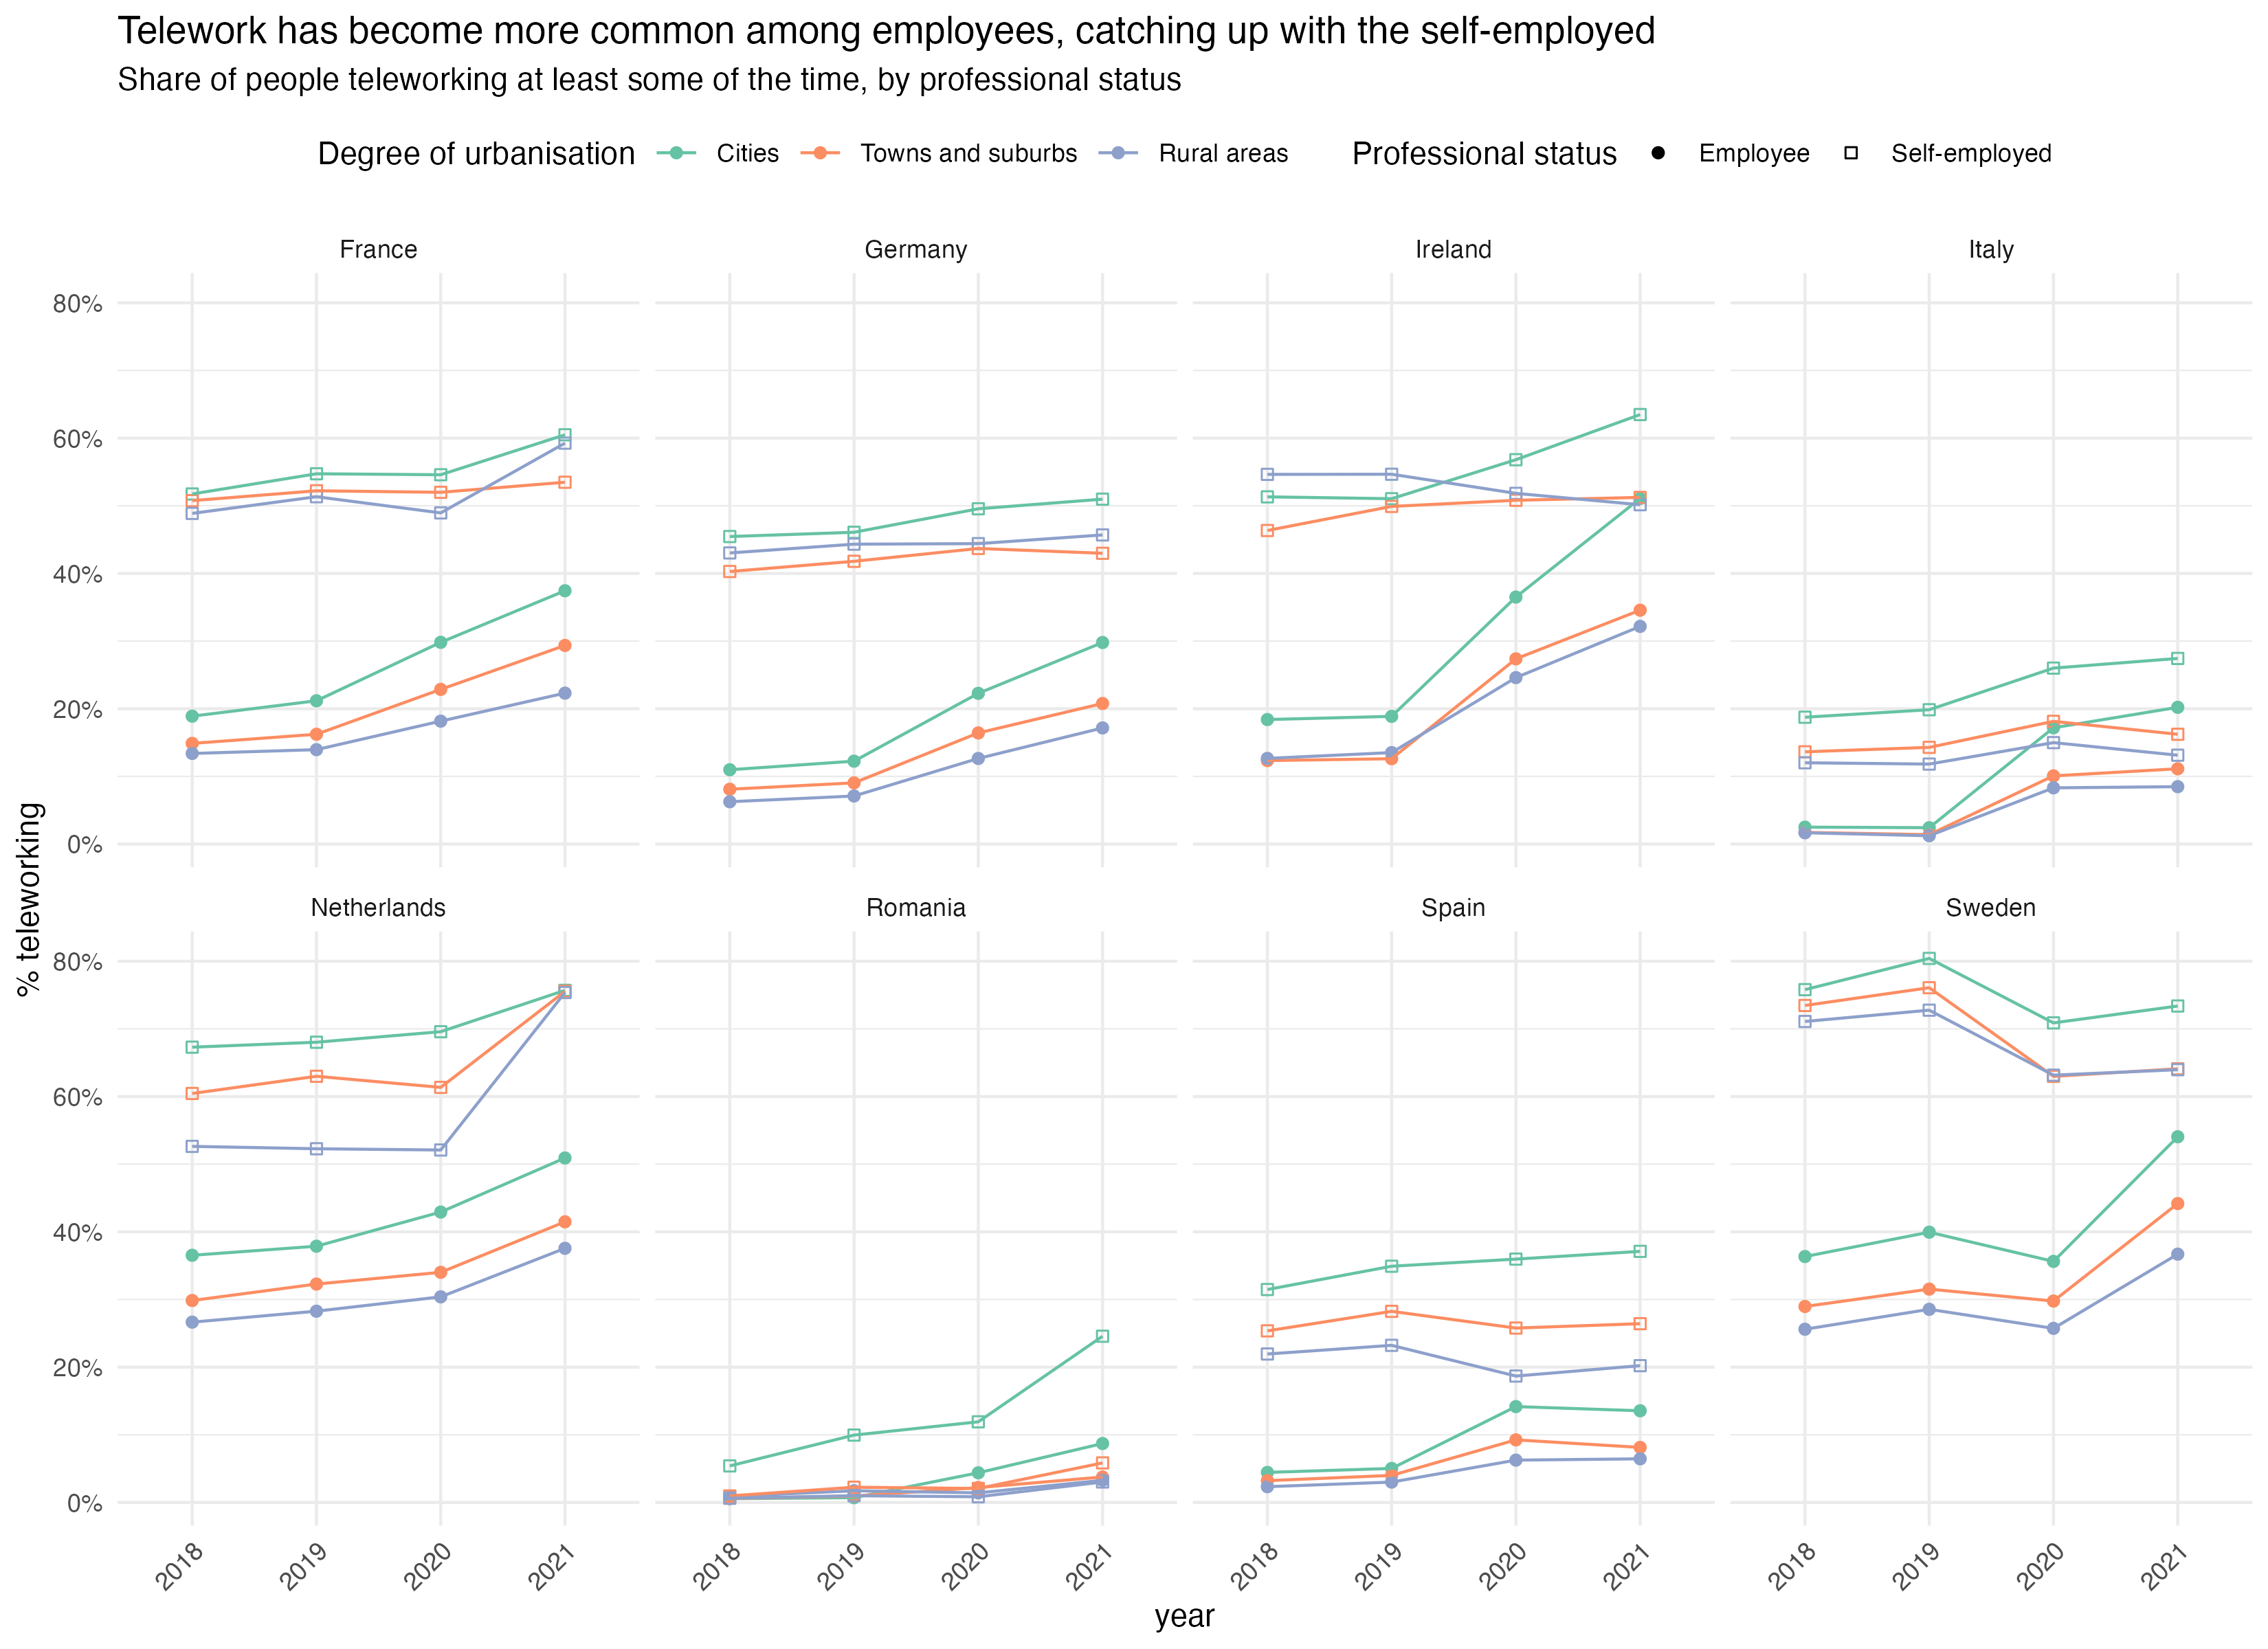 Telework has become more common among employees, catching up with the self-employed
Share of people teleworking at least some of the time, by professional status
Degree of urbanisation Cities Towns and suburbs Rural areas Professional status Employee Self-employed
France Germany Ireland Italy
80%
60%
40%
20%
0%
% teleworking
Netherlands Romania Spain Sweden
80%
60%
40%
20%
0%
2018 2019 2020 2021 2018 2019 2020 2021 2018 2019 2020 2021 2018 2019 2020 2021
year